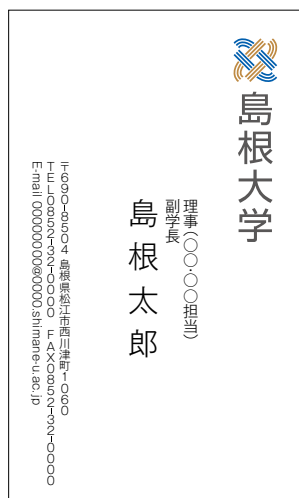 島根大学
理事（○○・○○担当）
副学長
島根太郎
〒690-8504 島根県松江市西川津町1060
TEL0852-32-0000 FAX0852-32-0000
E-mail 00000000@0000.shimane-u.ac.jp